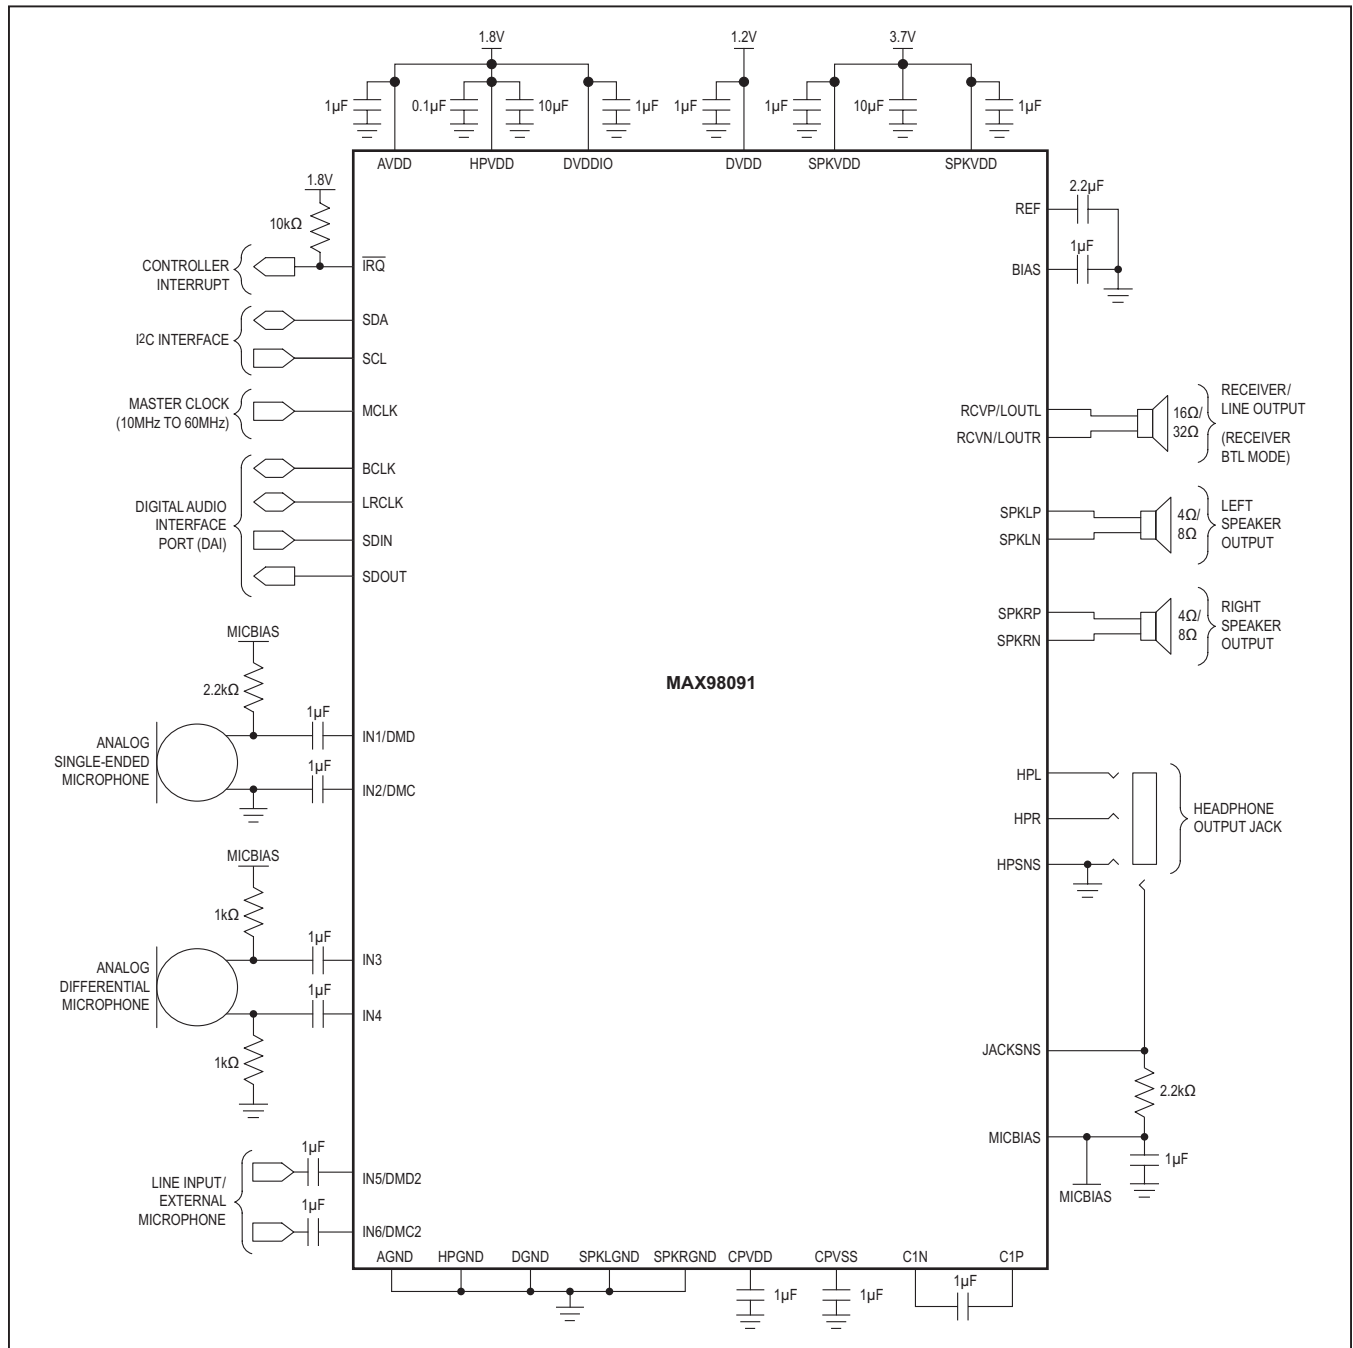 1.8V
1.2V
3.7V
1µF
0.1µF
10µF
1µF
1µF
1µF
10µF
1µF
AVDD
HPVDD
DVDDIO
DVDD
SPKVDD
SPKVDD
1.8V
10kΩ
CONTROLLER
INTERRUPT
IRQ
I2C INTERFACE
SDA
SCL
MASTER CLOCK
(10MHz TO 60MHz)
MCLK
DIGITAL AUDIO
INTERFACE
PORT (DAI)
BCLK
LRCLK
SDIN
SDOUT
MICBIAS
2.2kΩ
1µF
ANALOG
SINGLE-ENDED
MICROPHONE
IN1/DMD
1µF
IN2/DMC
MICBIAS
1kΩ
1µF
ANALOG
DIFFERENTIAL
MICROPHONE
IN3
1µF
IN4
1kΩ
1µF
LINE INPUT/
EXTERNAL
MICROPHONE
IN5/DMD2
1µF
IN6/DMC2
MAX98091
REF
2.2µF
1µF
BIAS
RCVP/LOUTL
RCVN/LOUTR
16Ω/
32Ω
RECEIVER/
LINE OUTPUT
(RECEIVER
BTL MODE)
SPKLP
SPKLN
4Ω/
8Ω
LEFT
SPEAKER
OUTPUT
SPKRP
SPKRN
4Ω/
8Ω
RIGHT
SPEAKER
OUTPUT
HPL
HPR
HPSNS
HEADPHONE
OUTPUT JACK
JACKSNS
2.2kΩ
MICBIAS
1µF
MICBIAS
AGND
HPGND
DGND
SPKLGND
SPKRGND
CPVDD
CPVSS
C1N
C1P
1µF
1µF
1µF